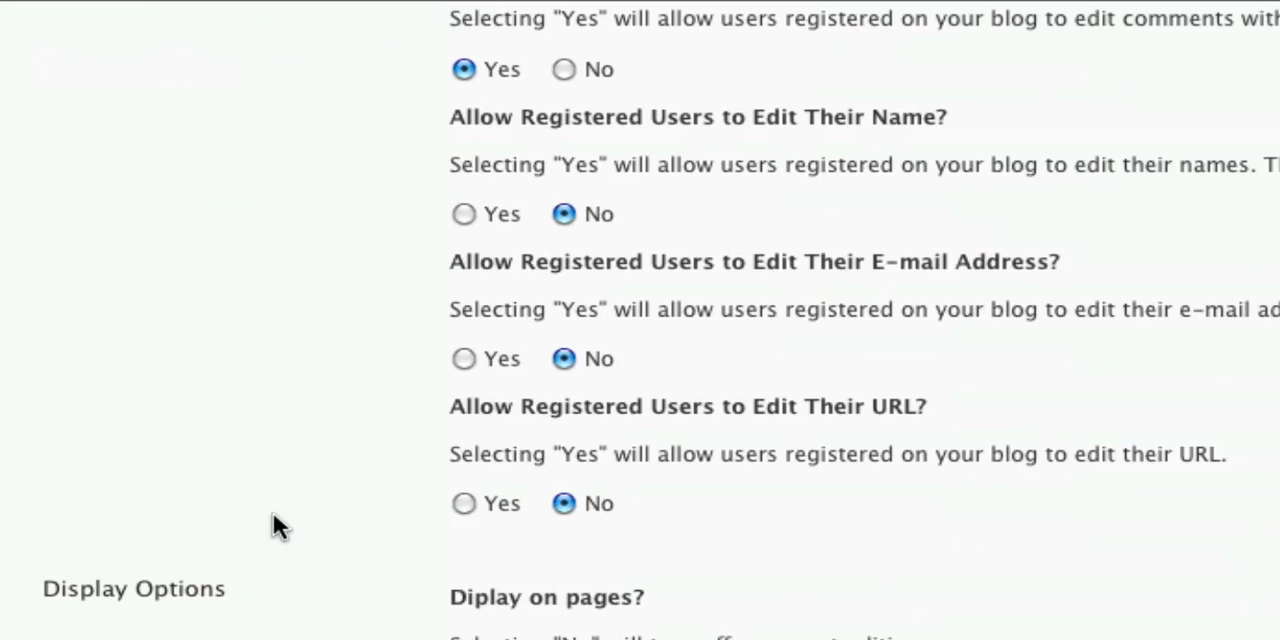 Selecting "Yes" will allow users registered on your blog to edit comments
Yes No
Allow Registered Users to Edit Their Name?
Selecting "Yes" will allow users registered on your blog to edit their names.
Yes No
Allow Registered Users to Edit Their E-mail Address?
Selecting "Yes" will allow users registered on your blog to edit their e-mail
Yes No
Allow Registered Users to Edit Their URL?
Selecting "Yes" will allow users registered on your blog to edit their URL.
Yes No
Display Options
Diplay on pages?